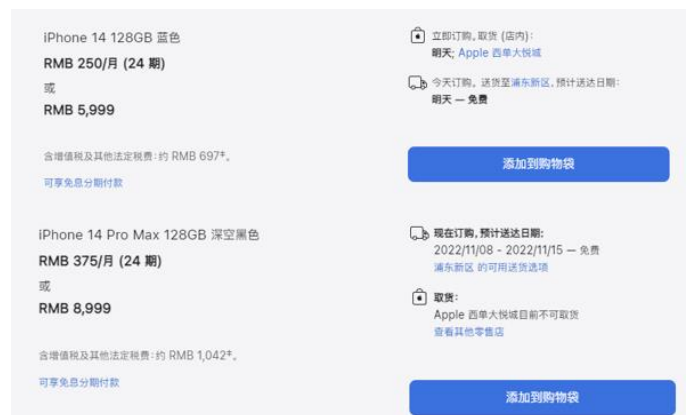 iPhone 14 128GB 蓝色
RMB 250/月 (24 期)
或
RMB 5,999
含增值税及其他法定税费:约 RMB 697‡。
可享免息分期付款
立即订购,取货 (店内):
明天; Apple 西单大悦城
今天订购,送货至浦东新区,预计送达日期:
明天 — 免费
添加到购物袋
iPhone 14 Pro Max 128GB 深空黑色
RMB 375/月 (24 期)
或
RMB 8,999
含增值税及其他法定税费:约 RMB 1,042‡。
可享免息分期付款
现在订购,预计送达日期:
2022/11/08 - 2022/11/15 — 免费
浦东新区 的可用送货选项
取货:
Apple 西单大悦城目前不可取货
查看其他零售店
添加到购物袋